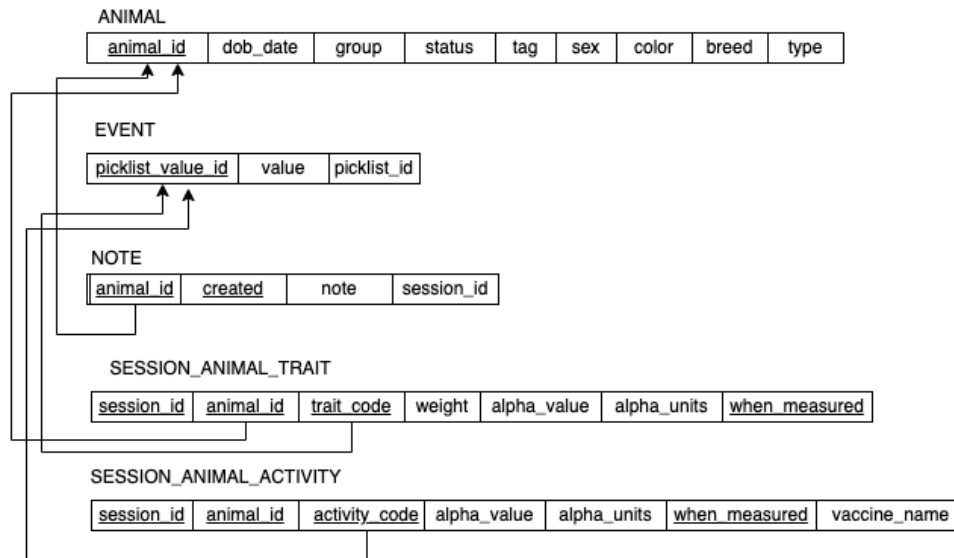 ANIMAL
animal_id dob_date group status tag sex color breed type
EVENT
picklist_value_id value picklist_id
NOTE
animal_id created note session_id
SESSION_ANIMAL_TRAIT
session_id animal_id trait_code weight alpha_value alpha_units when_measured
SESSION_ANIMAL_ACTIVITY
session_id animal_id activity_code alpha_value alpha_units when_measured vaccine_name